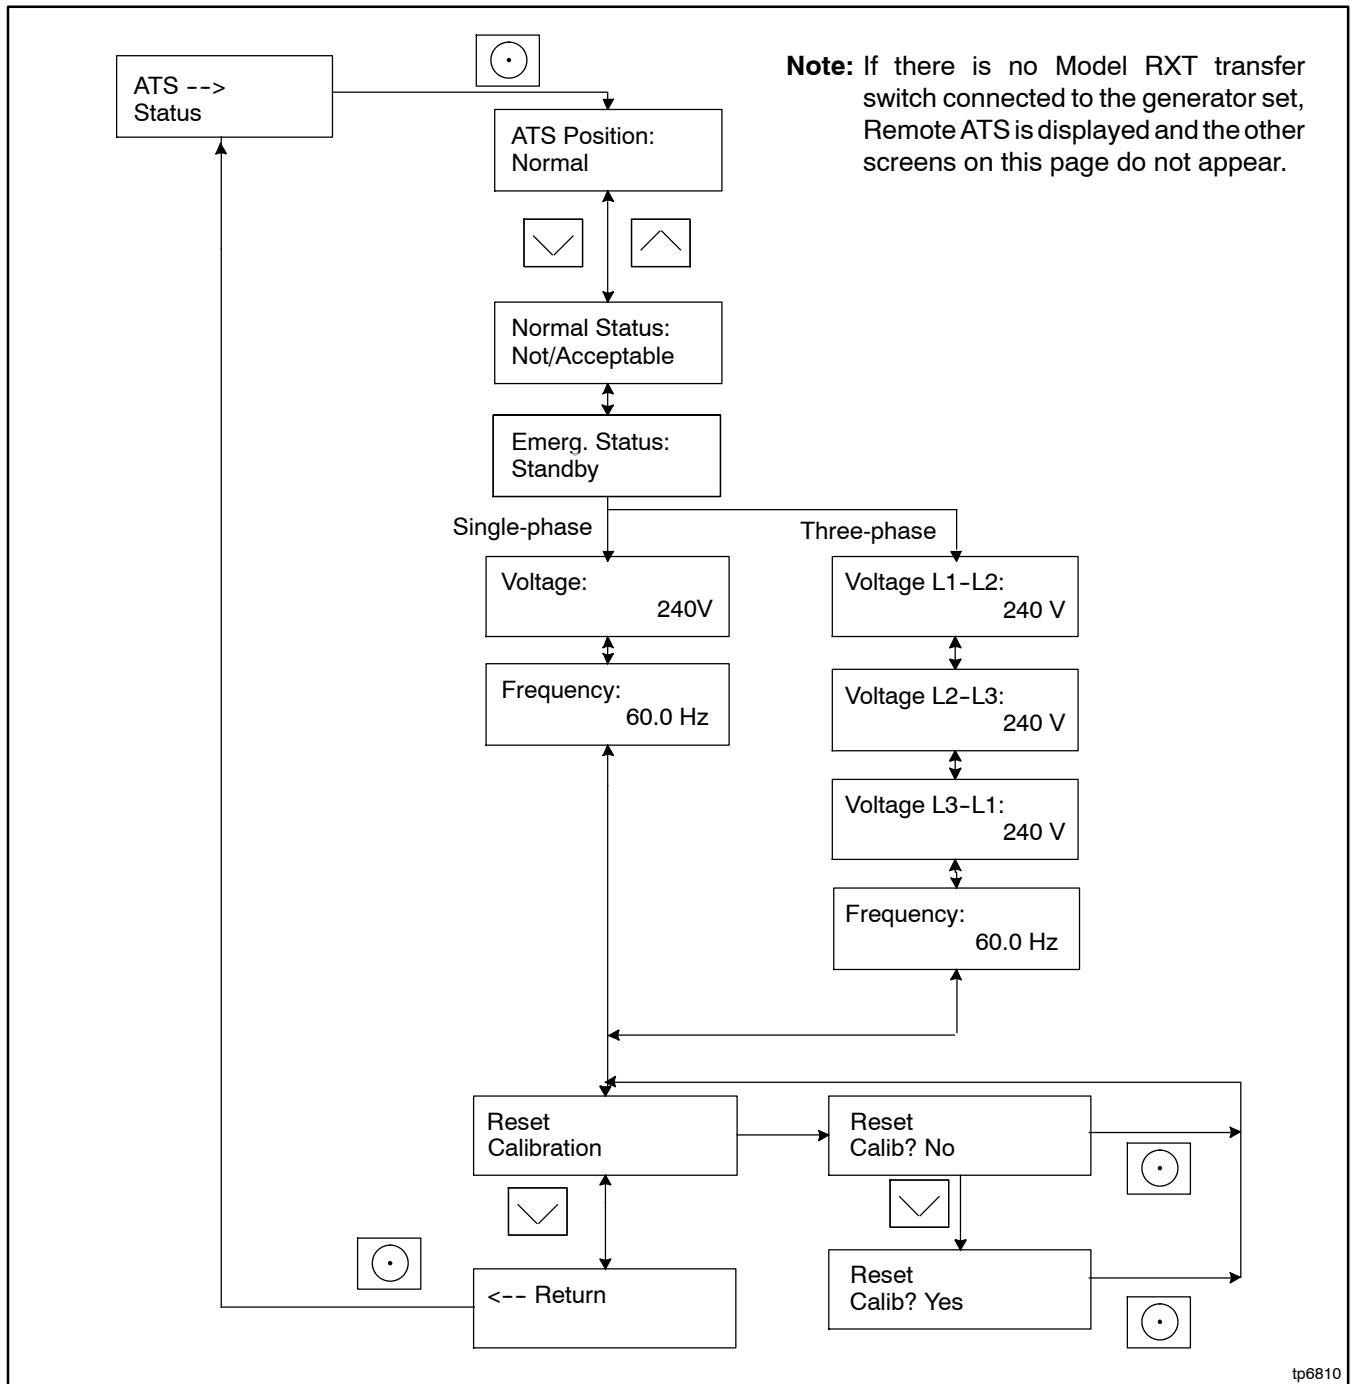 ATS -->
Status
Note: If there is no Model RXT transfer
switch connected to the generator set,
Remote ATS is displayed and the other
screens on this page do not appear.
ATS Position:
Normal
Normal Status:
Not/Acceptable
Emerg. Status:
Standby
Single-phase
Three-phase
Voltage:
240V
Frequency:
60.0 Hz
Voltage L1-L2:
240 V
Voltage L2-L3:
240 V
Voltage L3-L1:
240 V
Frequency:
60.0 Hz
Reset
Calibration
Reset
Calib? No
<-- Return
Reset
Calib? Yes
tp6810